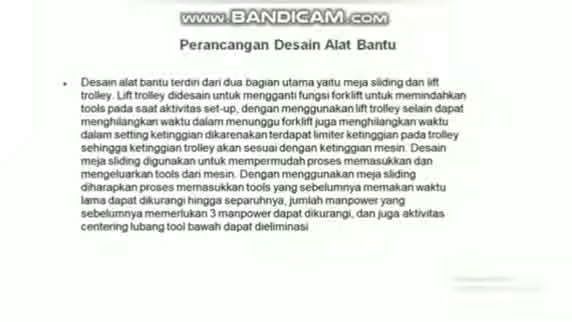 www.BANDICAM.com
Perancangan Desain Alat Bantu
• Desain alat bantu terdiri dari dua bagian utama yaitu meja sliding dan lift
trolley. Lift trolley didesain untuk mengganti fungsi forklift untuk memindahkan
tools pada saat aktivitas set-up, dengan menggunakan lift trolley selain dapat
menghilangkan waktu dalam menunggu forklift juga menghilangkan waktu
dalam setting ketinggian dikarenakan terdapat limiter ketinggian pada trolley
sehingga ketinggian trolley akan sesuai dengan ketinggian mesin. Desain
meja sliding digunakan untuk mempermudah proses memasukkan dan
mengeluarkan tools dari mesin. Dengan menggunakan meja sliding
diharapkan proses memasukkan tools yang sebelumnya memakan waktu
lama dapat dikurangi hingga separuhnya, jumlah manpower yang
sebelumnya memerlukan 3 manpower dapat dikurangi, dan juga aktivitas
centering lubang tool bawah dapat dieliminasi